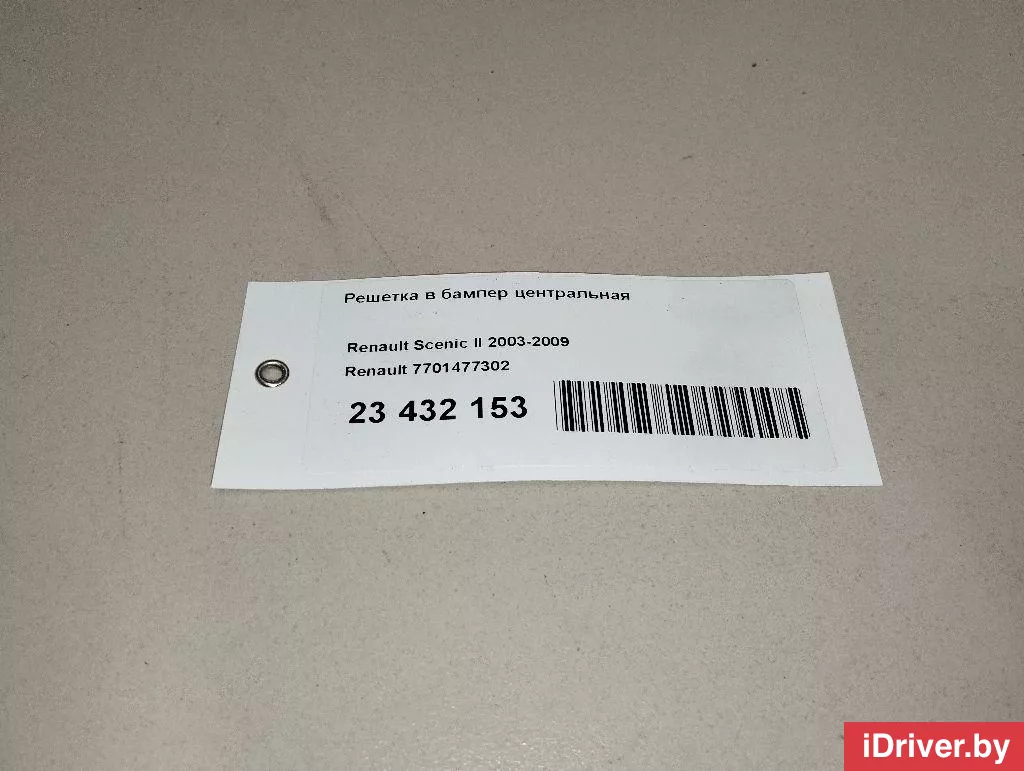 Решетка в бампер центральная
Renault Scenic II 2003-2009
Renault 7701477302
23 432 153
iDriver.by